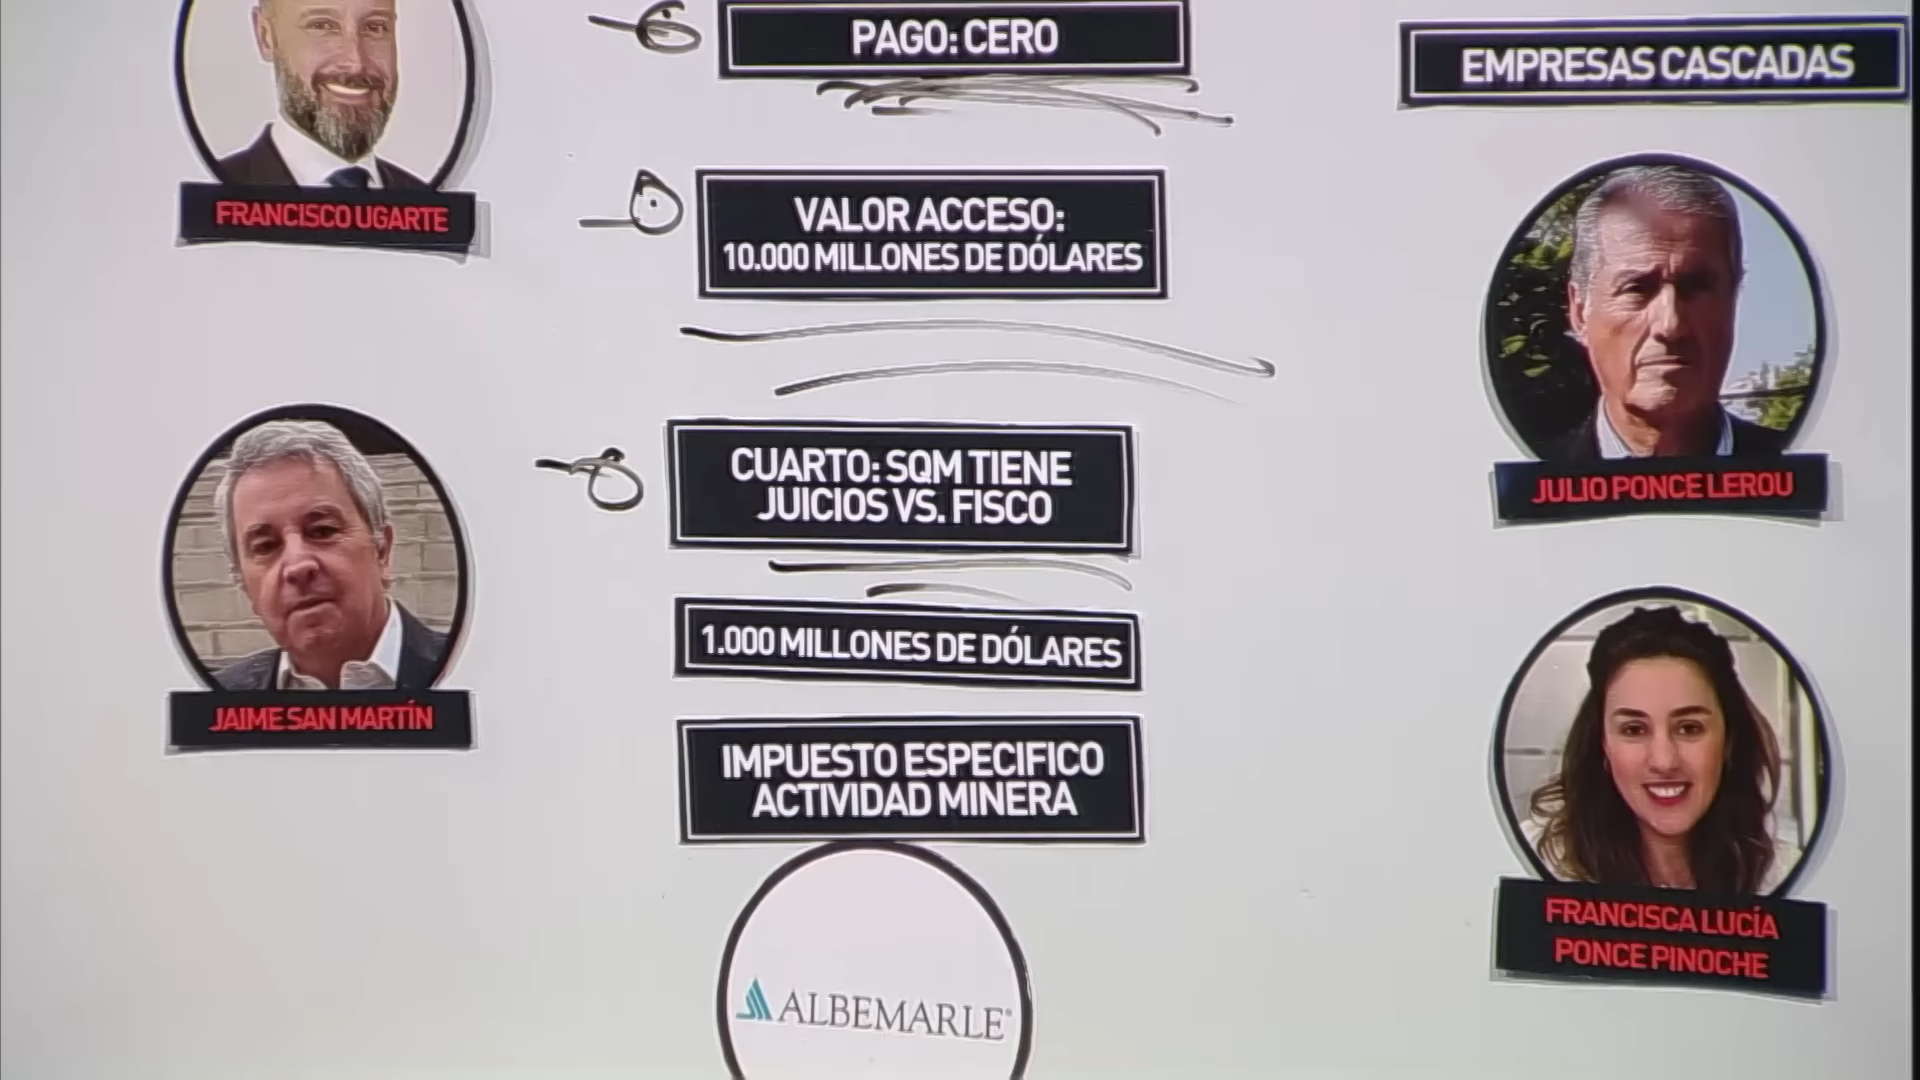 PAGO: CERO
EMPRESAS CASCADAS
FRANCISCO UGARTE
VALOR ACCESO:
10.000 MILLONES DE DÓLARES
CUARTO: SQM TIENE
JUICIOS VS. FISCO
JULIO PONCE LEROU
1.000 MILLONES DE DÓLARES
JAIME SAN MARTÍN
IMPUESTO ESPECIFICO
ACTIVIDAD MINERA
FRANCISCA LUCÍA
PONCE PINOCHE
ALBEMARLE®